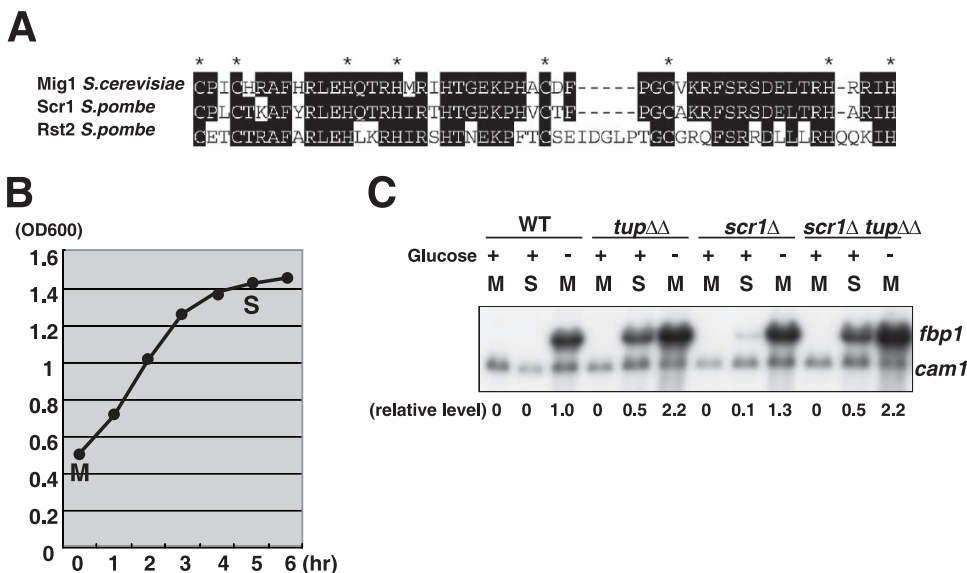 A
* * * * * * * *
Mig1 S.cerevisiae CPICHRAFHRLEHQTRHMRIHTGEKPHACDF-----PGCVKRFSRSDELTRH-RRIH
Scr1 S.pombe CPLCTKAFYRLEHQTRHIRTHTGEKPHVCTF-----PGCAKRFSRSDELTRH-ARIH
Rst2 S.pombe CETCTRAFARLEHLKRHIRSHTNEKPFTCSEIDGLPTGCGRQFSRRDLLLRHQQKIH
B
(OD600)
1.6
1.4
1.2
1
0.8
0.6
0.4
0.2
0
M
S
0 1 2 3 4 5 6 (hr)
C
WT tupΔΔ scr1Δ scr1Δ tupΔΔ
Glucose + + - + + - + + - + + -
M S M M S M M S M M S M
fbp1
cam1
(relative level) 0 0 1.0 0 0.5 2.2 0 0.1 1.3 0 0.5 2.2